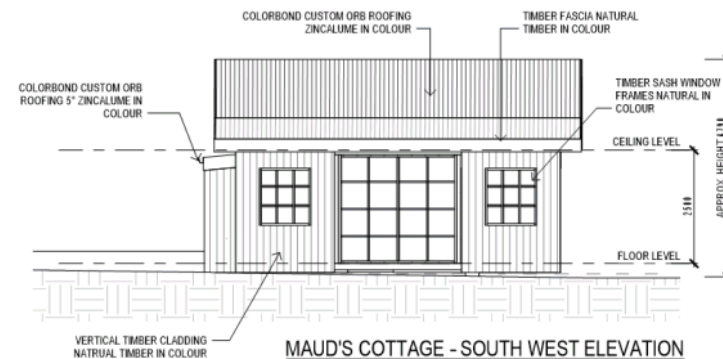 COLORBOND CUSTOM ORB ROOFING
ZINCALUME IN COLOUR
TIMBER FASCIA NATURAL
TIMBER IN COLOUR
COLORBOND CUSTOM ORB
ROOFING 5° ZINCALUME IN
COLOUR
TIMBER SASH WINDOW
FRAMES NATURAL IN
COLOUR
CEILING LEVEL
2500
APPROX. HEIGHT
FLOOR LEVEL
VERTICAL TIMBER CLADDING
NATRUAL TIMBER IN COLOUR
MAUD'S COTTAGE - SOUTH WEST ELEVATION